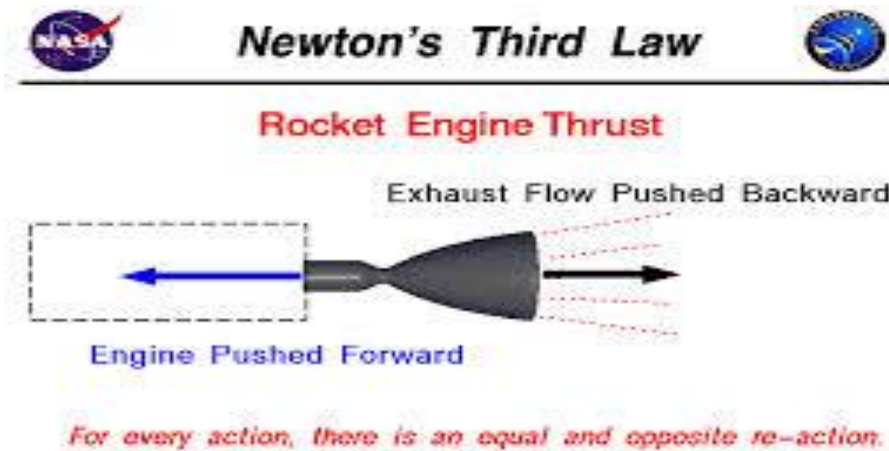 NASA
Newton's Third Law
Rocket Engine Thrust
Exhaust Flow Pushed Backward
Engine Pushed Forward
For every action, there is an equal and opposite re-action.